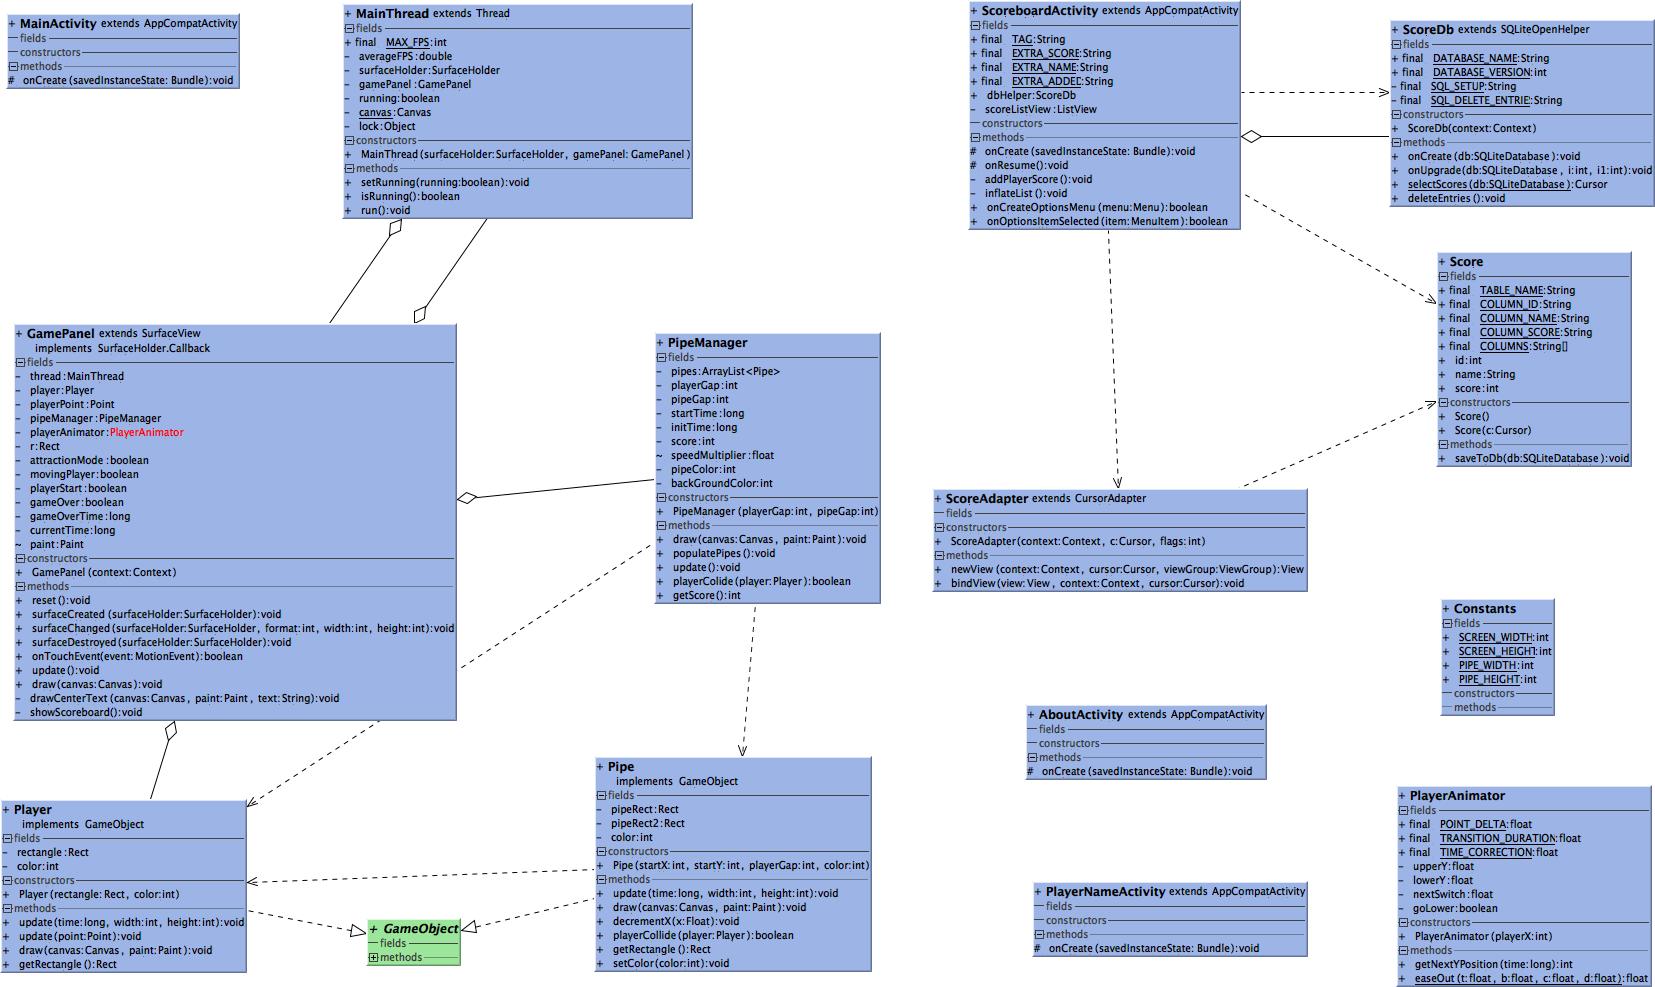 + MainActivity extends AppCompatActivity
fields
constructors
methods
# onCreate (savedInstanceState: Bundle):void
+ MainThread extends Thread
fields
+ final MAX_FPS:int
- averageFPS:double
- surfaceHolder:SurfaceHolder
- gamePanel :GamePanel
- running:boolean
- canvas:Canvas
- lock:Object
constructors
+ MainThread(surfaceHolder:SurfaceHolder, gamePanel: GamePanel)
methods
+ setRunning(running:boolean):void
+ isRunning():boolean
+ run():void
+ ScoreboardActivity extends AppCompatActivity
fields
+ final TAG:String
+ final EXTRA_SCORE:String
+ final EXTRA_NAME:String
+ final EXTRA_ADDEC:String
+ dbHelper:ScoreDb
- scoreListView :ListView
constructors
methods
# onCreate (savedInstanceState: Bundle):void
# onResume():void
- addPlayerScore():void
- inflateList():void
+ onCreateOptionsMenu (menu:Menu):boolean
+ onOptionsItemSelected (item:MenuItem):boolean
+ ScoreDb extends SQLiteOpenHelper
fields
+ final DATABASE_NAME:String
+ final DATABASE_VERSION:int
- final SQL_SETUP:String
- final SQL_DELETE_ENTRIE:String
constructors
+ ScoreDb(context:Context)
methods
+ onCreate (db:SQLiteDatabase):void
+ onUpgrade(db:SQLiteDatabase, i:int, i1:int):void
+ selectScores (db:SQLiteDatabase):Cursor
+ deleteEntries ():void
+ Score
fields
+ final TABLE_NAME:String
+ final COLUMN_ID:String
+ final COLUMN_NAME:String
+ final COLUMN_SCORE:String
+ final COLUMNS:String[]
+ id:int
+ name:String
+ score:int
constructors
+ Score()
+ Score(c:Cursor)
methods
+ saveToDb(db:SQLiteDatabase):void
+ GamePanel extends SurfaceView
implements SurfaceHolder.Callback
fields
- thread:MainThread
- player:Player
- playerPoint:Point
- pipeManager:PipeManager
- playerAnimator:PlayerAnimator
- r:Rect
- attractionMode :boolean
- movingPlayer:boolean
- playerStart:boolean
- gameOver:boolean
- gameOverTime:long
- currentTime:long
~ paint:Paint
constructors
+ GamePanel (context:Context)
methods
+ reset():void
+ surfaceCreated (surfaceHolder:SurfaceHolder):void
+ surfaceChanged (surfaceHolder:SurfaceHolder, format:int, width:int, height:int):void
+ surfaceDestroyed (surfaceHolder:SurfaceHolder):void
+ onTouchEvent(event:MotionEvent):boolean
+ update():void
+ draw(canvas:Canvas):void
- drawCenterText (canvas:Canvas, paint:Paint, text:String):void
- showScoreboard():void
+ PipeManager
fields
- pipes:ArrayList<Pipe>
- playerGap:int
- pipeGap:int
- startTime:long
- initTime:long
- score:int
~ speedMultiplier:float
- pipeColor:int
- backGroundColor:int
constructors
+ PipeManager (playerGap:int, pipeGap:int)
methods
+ draw(canvas:Canvas, paint:Paint):void
+ populatePipes():void
+ update():void
+ playerCollide (player:Player):boolean
+ getScore():int
+ ScoreAdapter extends CursorAdapter
fields
constructors
+ ScoreAdapter(context:Context, c:Cursor, flags:int)
methods
+ newView (context:Context, cursor:Cursor, viewGroup:ViewGroup):View
+ bindView (view:View, context:Context, cursor:Cursor):void
+ Constants
fields
+ SCREEN_WIDTH:int
+ SCREEN_HEIGHT:int
+ PIPE_WIDTH:int
+ PIPE_HEIGHT:int
constructors
methods
+ AboutActivity extends AppCompatActivity
fields
constructors
methods
# onCreate (savedInstanceState: Bundle):void
+ Player
implements GameObject
fields
- rectangle:Rect
- color:int
constructors
+ Player (rectangle:Rect, color:int)
methods
+ update(time:long, width:int, height:int):void
+ update(point:Point):void
+ draw(canvas:Canvas, paint:Paint):void
+ getRectangle ():Rect
+ Pipe
implements GameObject
fields
- pipeRect:Rect
- pipeRect2:Rect
- color:int
constructors
+ Pipe (startX:int, startY:int, playerGap:int, color:int)
methods
+ update(time:long, width:int, height:int):void
+ draw(canvas:Canvas, paint:Paint):void
+ decrementX(x:Float):void
+ playerCollide (player:Player):boolean
+ getRectangle ():Rect
+ setColor (color:int):void
+ GameObject
fields
methods
+ PlayerNameActivity extends AppCompatActivity
fields
constructors
methods
# onCreate (savedInstanceState: Bundle):void
+ PlayerAnimator
fields
+ final POINT_DELTA:float
+ final TRANSITION_DURATION:float
+ final TIME_CORRECTION:float
- upperY:float
- lowerY:float
- nextSwitch:float
- goLower:boolean
constructors
+ PlayerAnimator (playerX:int)
methods
+ getNextYPosition (time:long):int
+ easeOut (t:float, b:float, c:float, d:float):float